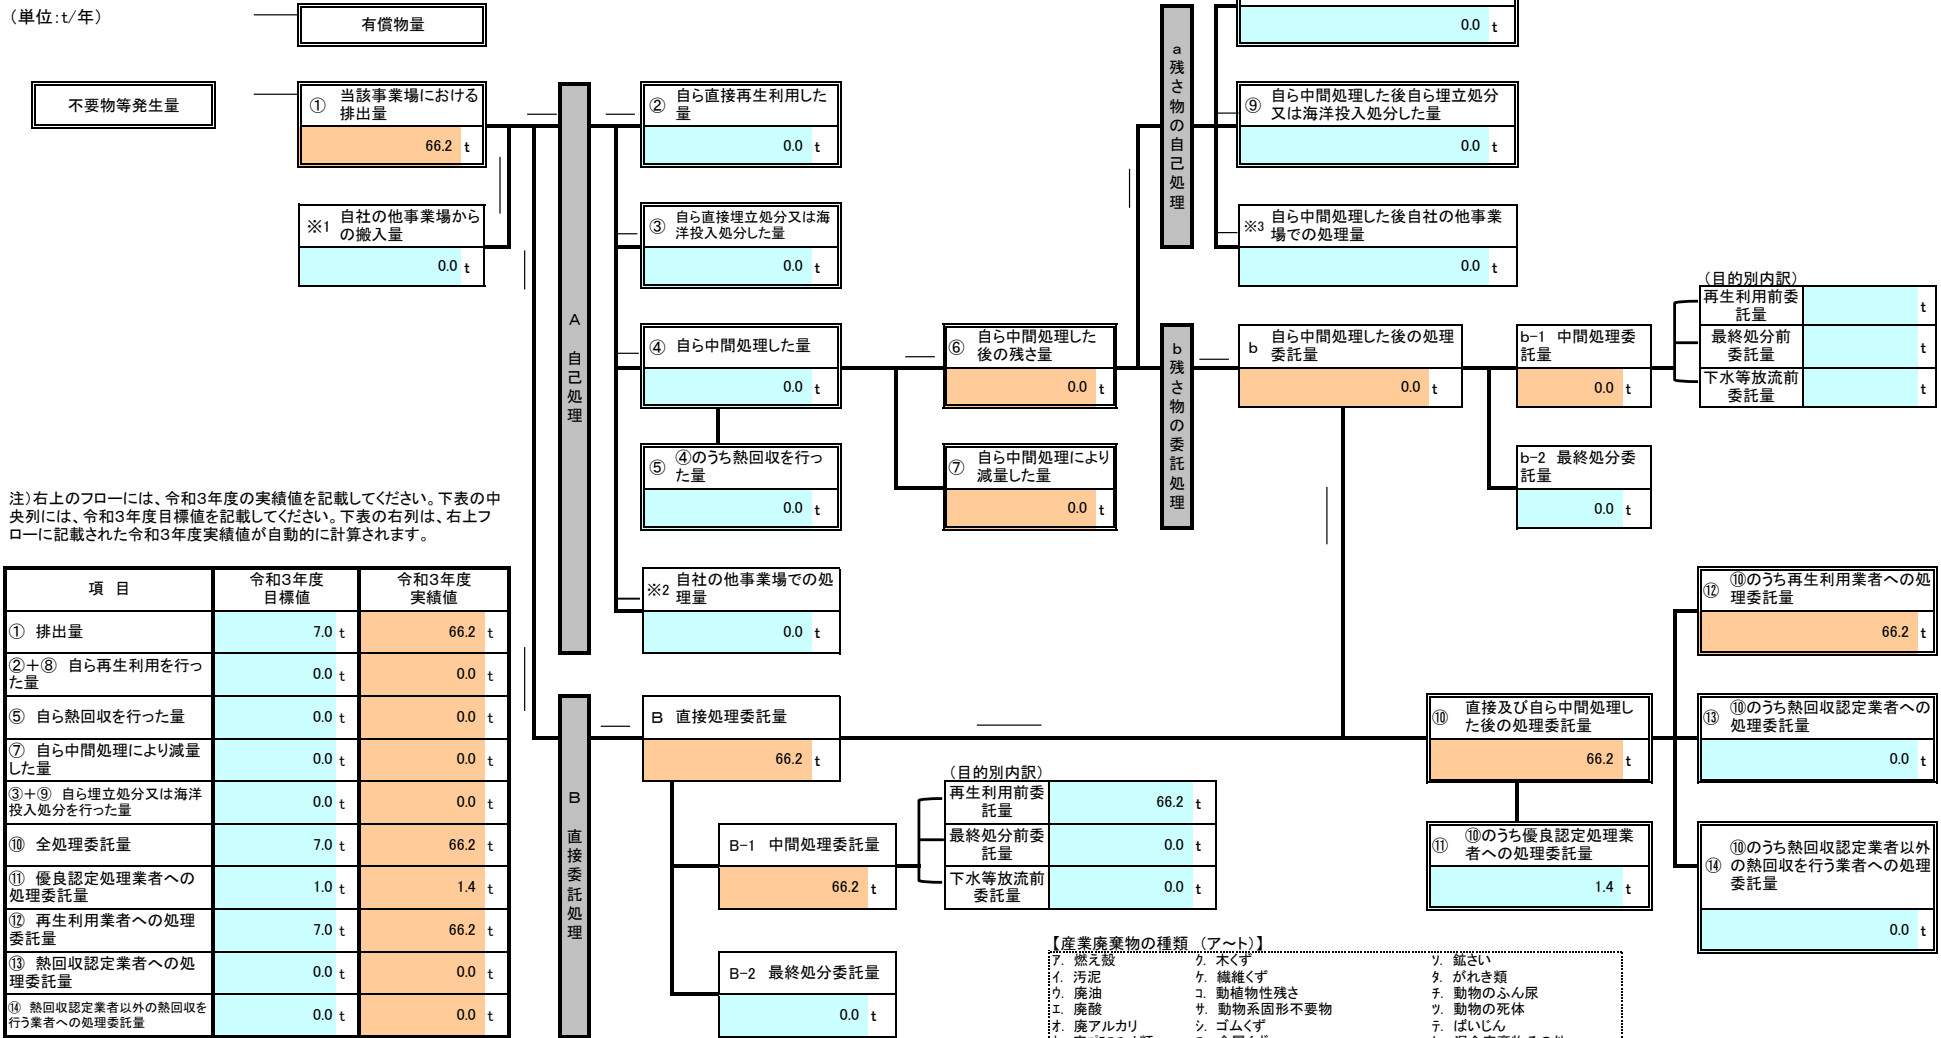 （単位：t/年）
有償物量
0.0 t
不要物等発生量
① 当該事業場における
排出量
66.2 t
② 自ら直接再生利用した
量
0.0 t
a 残さ物の自己処理
⑨ 自ら中間処理した後自ら埋立処分
又は海洋投入処分した量
0.0 t
※1 自社の他事業場から
の搬入量
0.0 t
③ 自ら直接埋立処分又は海
洋投入処分した量
0.0 t
※3 自ら中間処理した後自社の他事業
場での処理量
0.0 t
A 自己処理
④ 自ら中間処理した量
0.0 t
⑥ 自ら中間処理した
後の残さ量
0.0 t
b 残さ物の委託処理
b 自ら中間処理した後の処理
委託量
0.0 t
b-1 中間処理委
託量
0.0 t
（目的別内訳）
再生利用前委
託量
t
最終処分前
委託量
t
下水等放流前
委託量
t
⑤ ④のうち熱回収を行っ
た量
0.0 t
⑦ 自ら中間処理により
減量した量
0.0 t
b-2 最終処分委
託量
0.0 t
注）右上のフローには、令和3年度の実績値を記載してください。下表の中
央列には、令和3年度目標値を記載してください。下表の右列は、右上フ
ローに記載された令和3年度実績値が自動的に計算されます。
※2 自社の他事業場での処
理量
0.0 t
項 目
令和3年度
目標値
令和3年度
実績値
① 排出量 7.0 t 66.2 t
②＋⑧ 自ら再生利用を行っ
た量 0.0 t 0.0 t
⑤ 自ら熱回収を行った量 0.0 t 0.0 t
⑦ 自ら中間処理により減量
した量 0.0 t 0.0 t
③＋⑨ 自ら埋立処分又は海洋
投入処分を行った量 0.0 t 0.0 t
⑩ 全処理委託量 7.0 t 66.2 t
⑪ 優良認定処理業者への
処理委託量 1.0 t 1.4 t
⑫ 再生利用業者への処理
委託量 7.0 t 66.2 t
⑬ 熱回収認定業者への処
理委託量 0.0 t 0.0 t
⑭ 熱回収認定業者以外の熱回収を
行う業者への処理委託量 0.0 t 0.0 t
B 直接委託処理
B 直接処理委託量
66.2 t
B-1 中間処理委託量
66.2 t
（目的別内訳）
再生利用前委
託量
66.2 t
最終処分前委
託量
0.0 t
下水等放流前
委託量
0.0 t
B-2 最終処分委託量
0.0 t
⑩ 直接及び自ら中間処理し
た後の処理委託量
66.2 t
⑪ ⑩のうち優良認定処理業
者への処理委託量
1.4 t
⑫ ⑩のうち再生利用業者への処
理委託量
66.2 t
⑬ ⑩のうち熱回収認定業者への
処理委託量
0.0 t
⑭ ⑩のうち熱回収認定業者以外
の熱回収を行う業者への処理
委託量
0.0 t
【産業廃棄物の種類 （ア～ト）】
ア. 燃え殻 ク. 木くず ソ. 鉱さい
イ. 汚泥 ケ. 繊維くず タ. がれき類
ウ. 廃油 コ. 動植物性残さ チ. 動物のふん尿
エ. 廃酸 サ. 動物系固形不要物 ツ. 動物の死体
オ. 廃アルカリ シ. ゴムくず テ. ばいじん